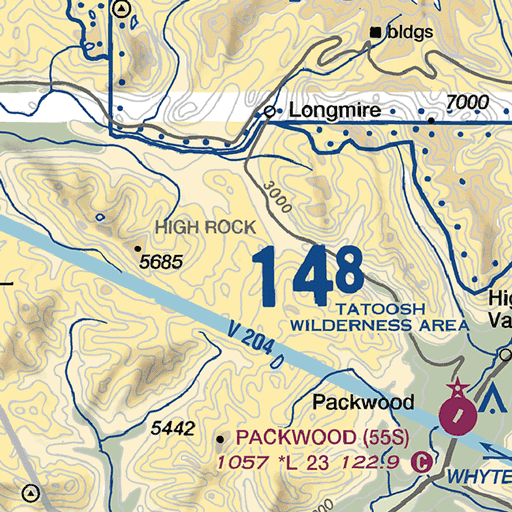 bldgs
Longmire
7000
3000
HIGH ROCK
5685
148
TATOOSH
WILDERNESS AREA
V 204
Packwood
5442
PACKWOOD (55S)
1057 *L 23 122.9 C